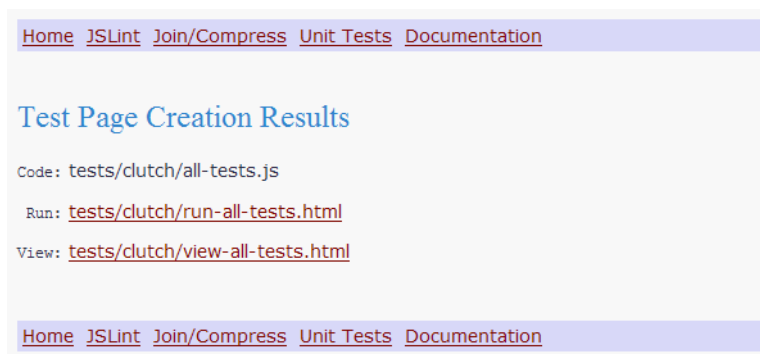 Home JSLint Join/Compress Unit Tests Documentation
Test Page Creation Results
Code: tests/clutch/all-tests.js
Run: tests/clutch/run-all-tests.html
View: tests/clutch/view-all-tests.html
Home JSLint Join/Compress Unit Tests Documentation